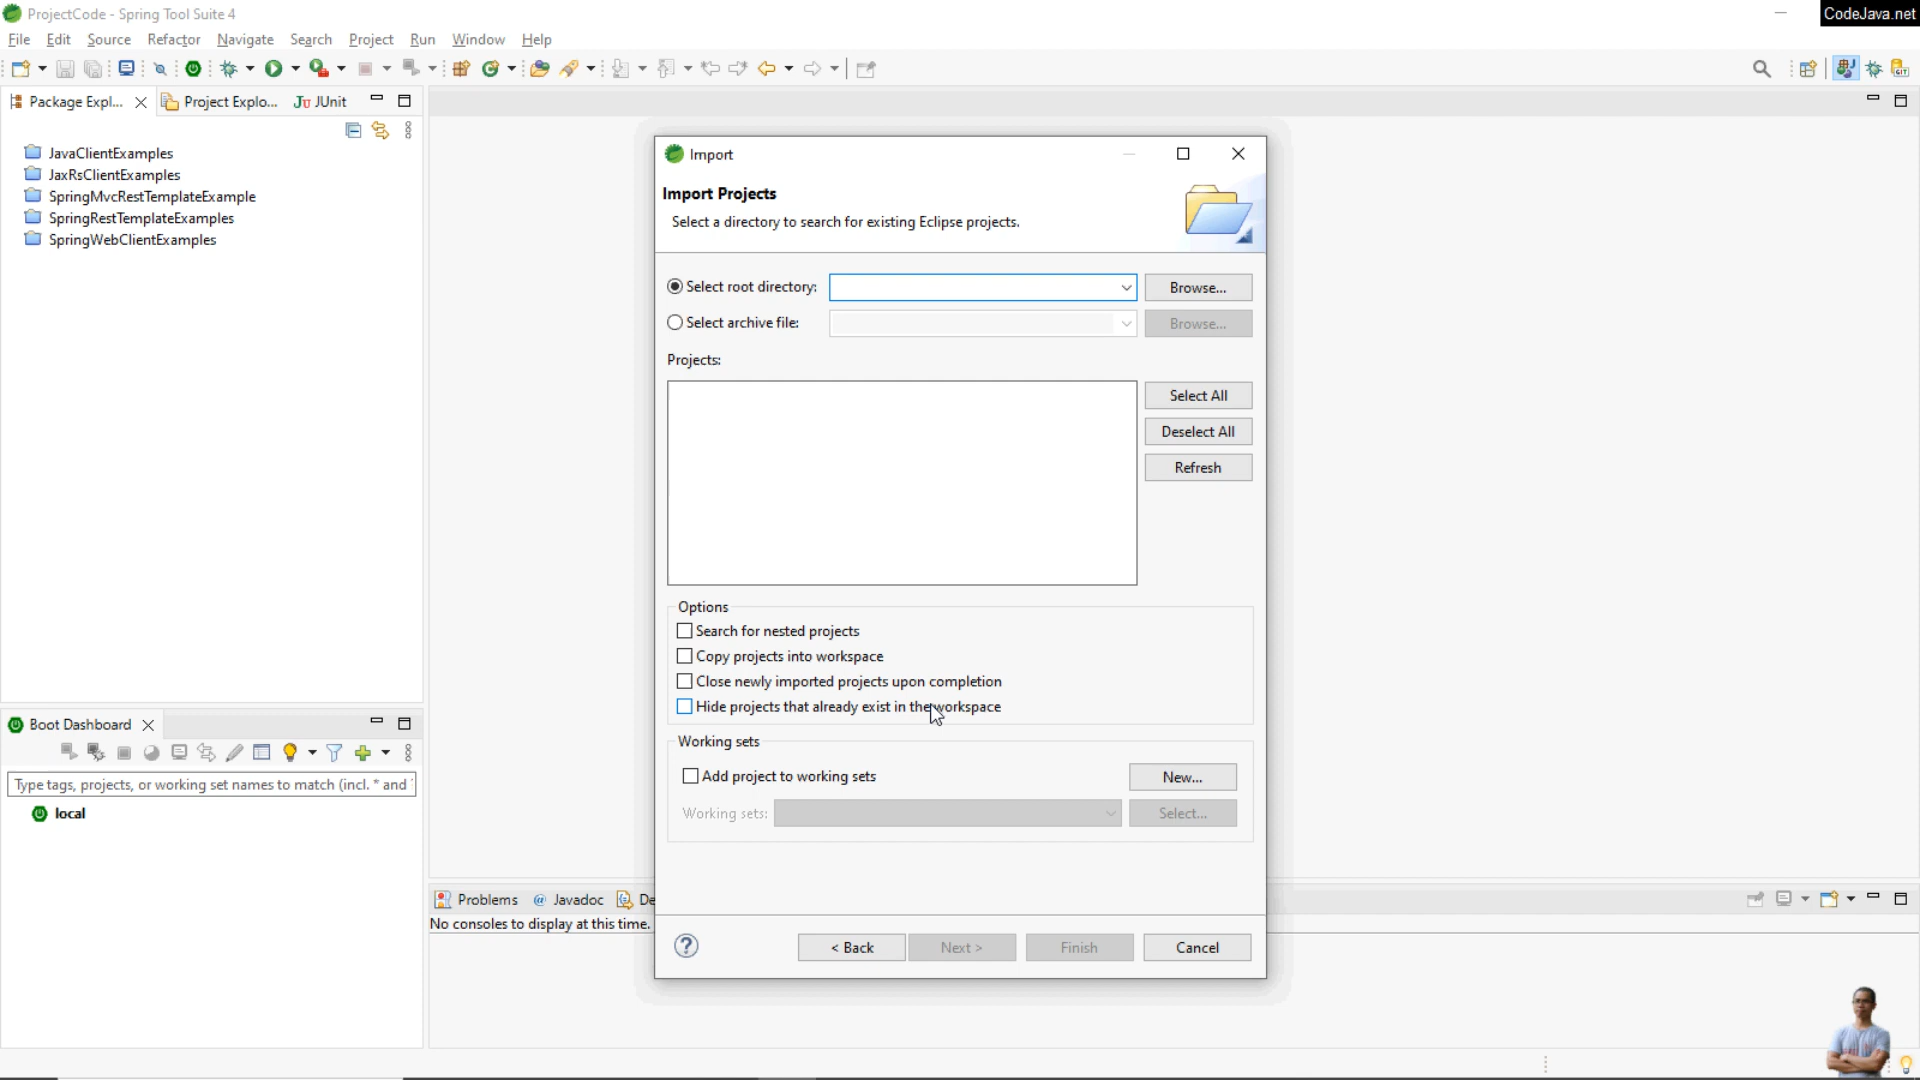 ProjectCode - Spring Tool Suite 4
CodeJava.net
File Edit Source Refactor Navigate Search Project Run Window Help
Package Expl... Project Explo... JUnit
JavaClientExamples
JaxRsClientExamples
SpringMvcRestTemplateExample
SpringRestTemplateExamples
SpringWebClientExamples
Import
Import Projects
Select a directory to search for existing Eclipse projects.
Select root directory: Browse...
Select archive file: Browse...
Projects:
Select All
Deselect All
Refresh
Options
Search for nested projects
Copy projects into workspace
Close newly imported projects upon completion
Hide projects that already exist in the workspace
Working sets
Add project to working sets New...
Working sets: Select...
< Back Next > Finish Cancel
Boot Dashboard
Type tags, projects, or working set names to match (incl. * and
local
Problems @ Javadoc De
No consoles to display at this time.